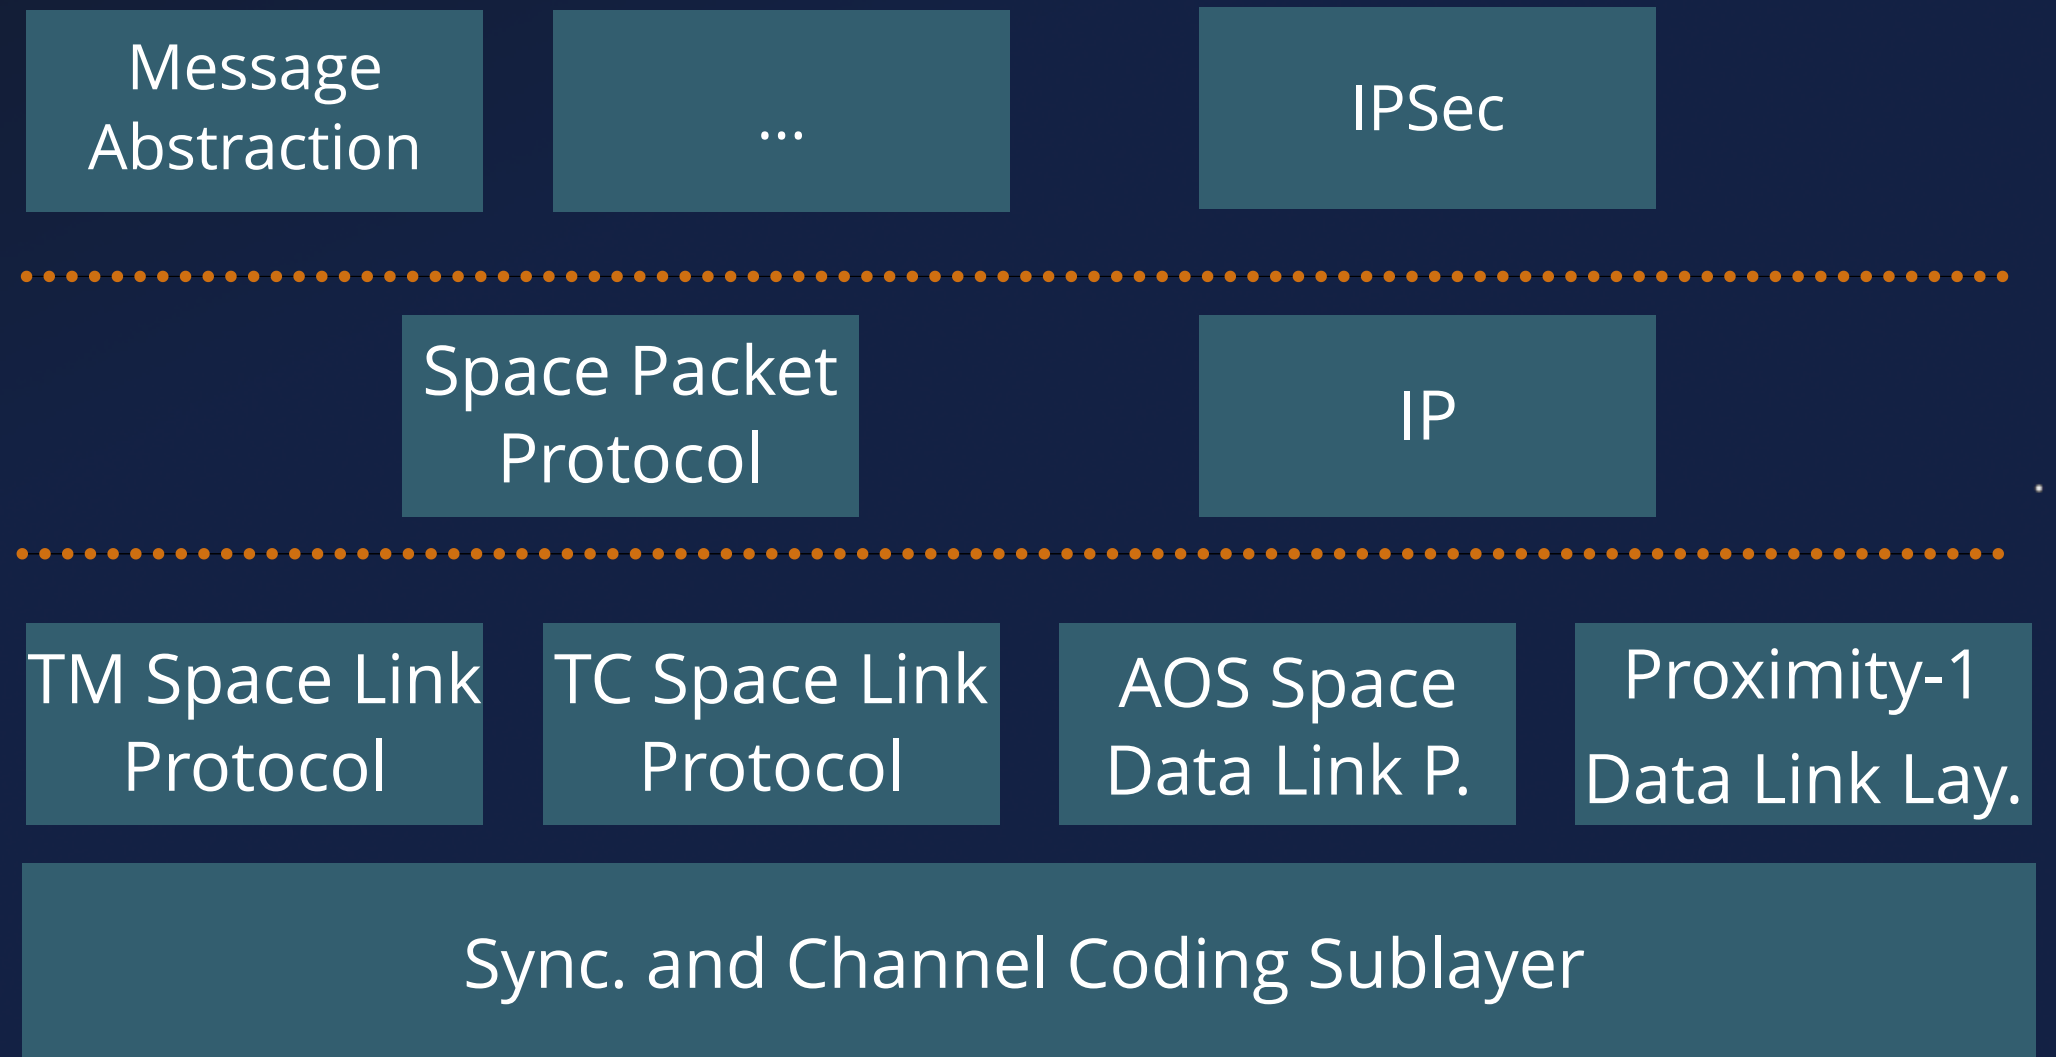 Message
Abstraction
...
IPSec
Space Packet
Protocol
IP
TM Space Link
Protocol
TC Space Link
Protocol
AOS Space
Data Link P.
Proximity-1
Data Link Lay.
Sync. and Channel Coding Sublayer